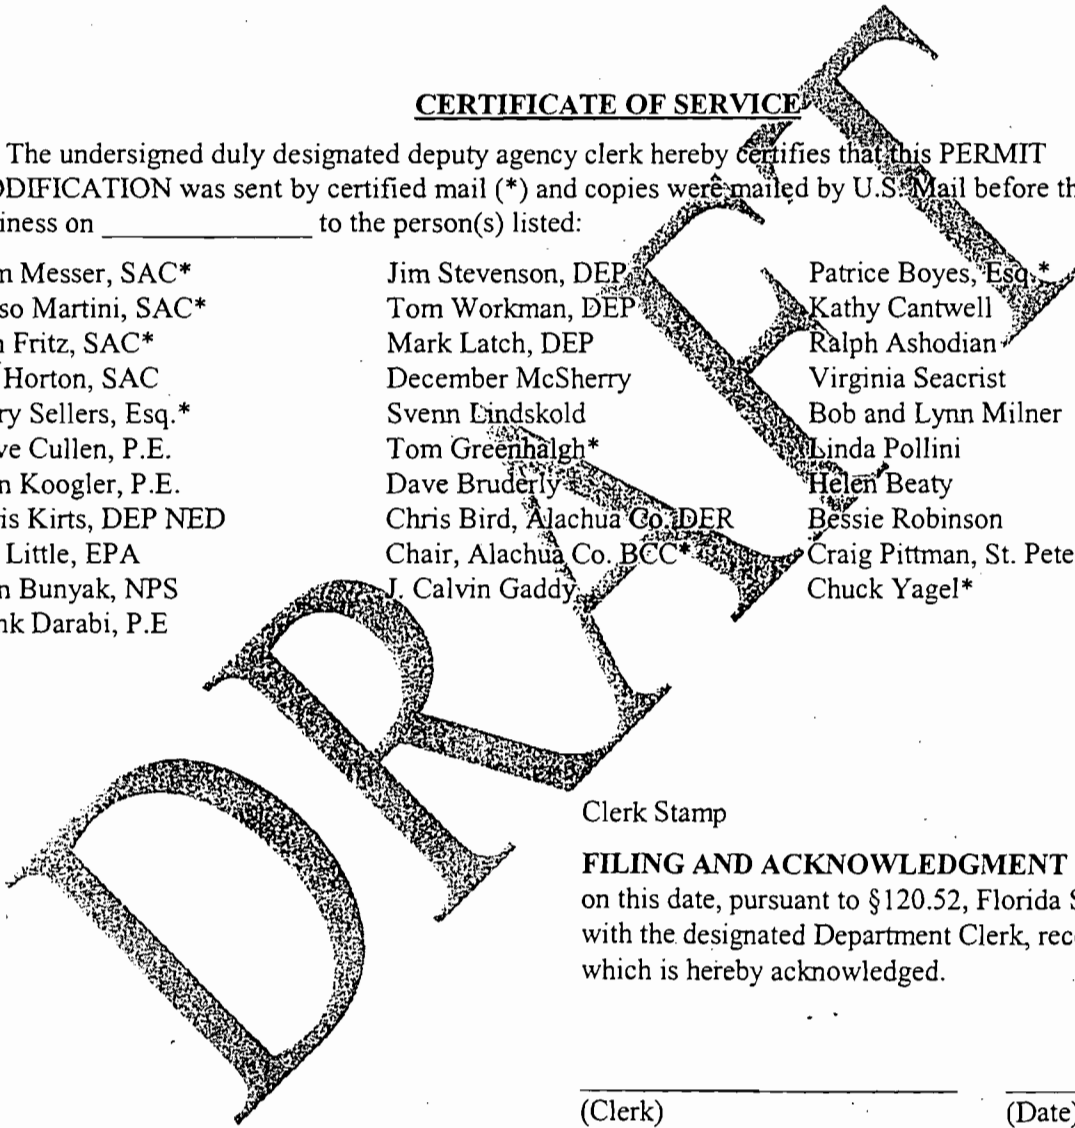 CERTIFICATE OF SERVICE
The undersigned duly designated deputy agency clerk hereby certifies that this PERMIT
DIFICATION was sent by certified mail (*) and copies were mailed by U.S. Mail before th
iness on _______________ to the person(s) listed:
n Messer, SAC*
so Martini, SAC*
n Fritz, SAC*
Horton, SAC
ry Sellers, Esq.*
ve Cullen, P.E.
n Koogler, P.E.
is Kirts, DEP NED
Little, EPA
n Bunyak, NPS
nk Darabi, P.E
Jim Stevenson, DEP
Tom Workman, DEP
Mark Latch, DEP
December McSherry
Svenn Lindskold
Tom Greenhalgh*
Dave Bruderly
Chris Bird, Alachua Co. DER
Chair, Alachua Co. BCC*
J. Calvin Gaddy
Patrice Boyes, Esq.*
Kathy Cantwell
Ralph Ashodian
Virginia Seacrist
Bob and Lynn Milner
Linda Pollini
Helen Beaty
Bessie Robinson
Craig Pittman, St. Pete
Chuck Yagel*
DRAFT
Clerk Stamp
FILING AND ACKNOWLEDGMENT
on this date, pursuant to §120.52, Florida S
with the designated Department Clerk, rec
which is hereby acknowledged.
(Clerk) (Date)